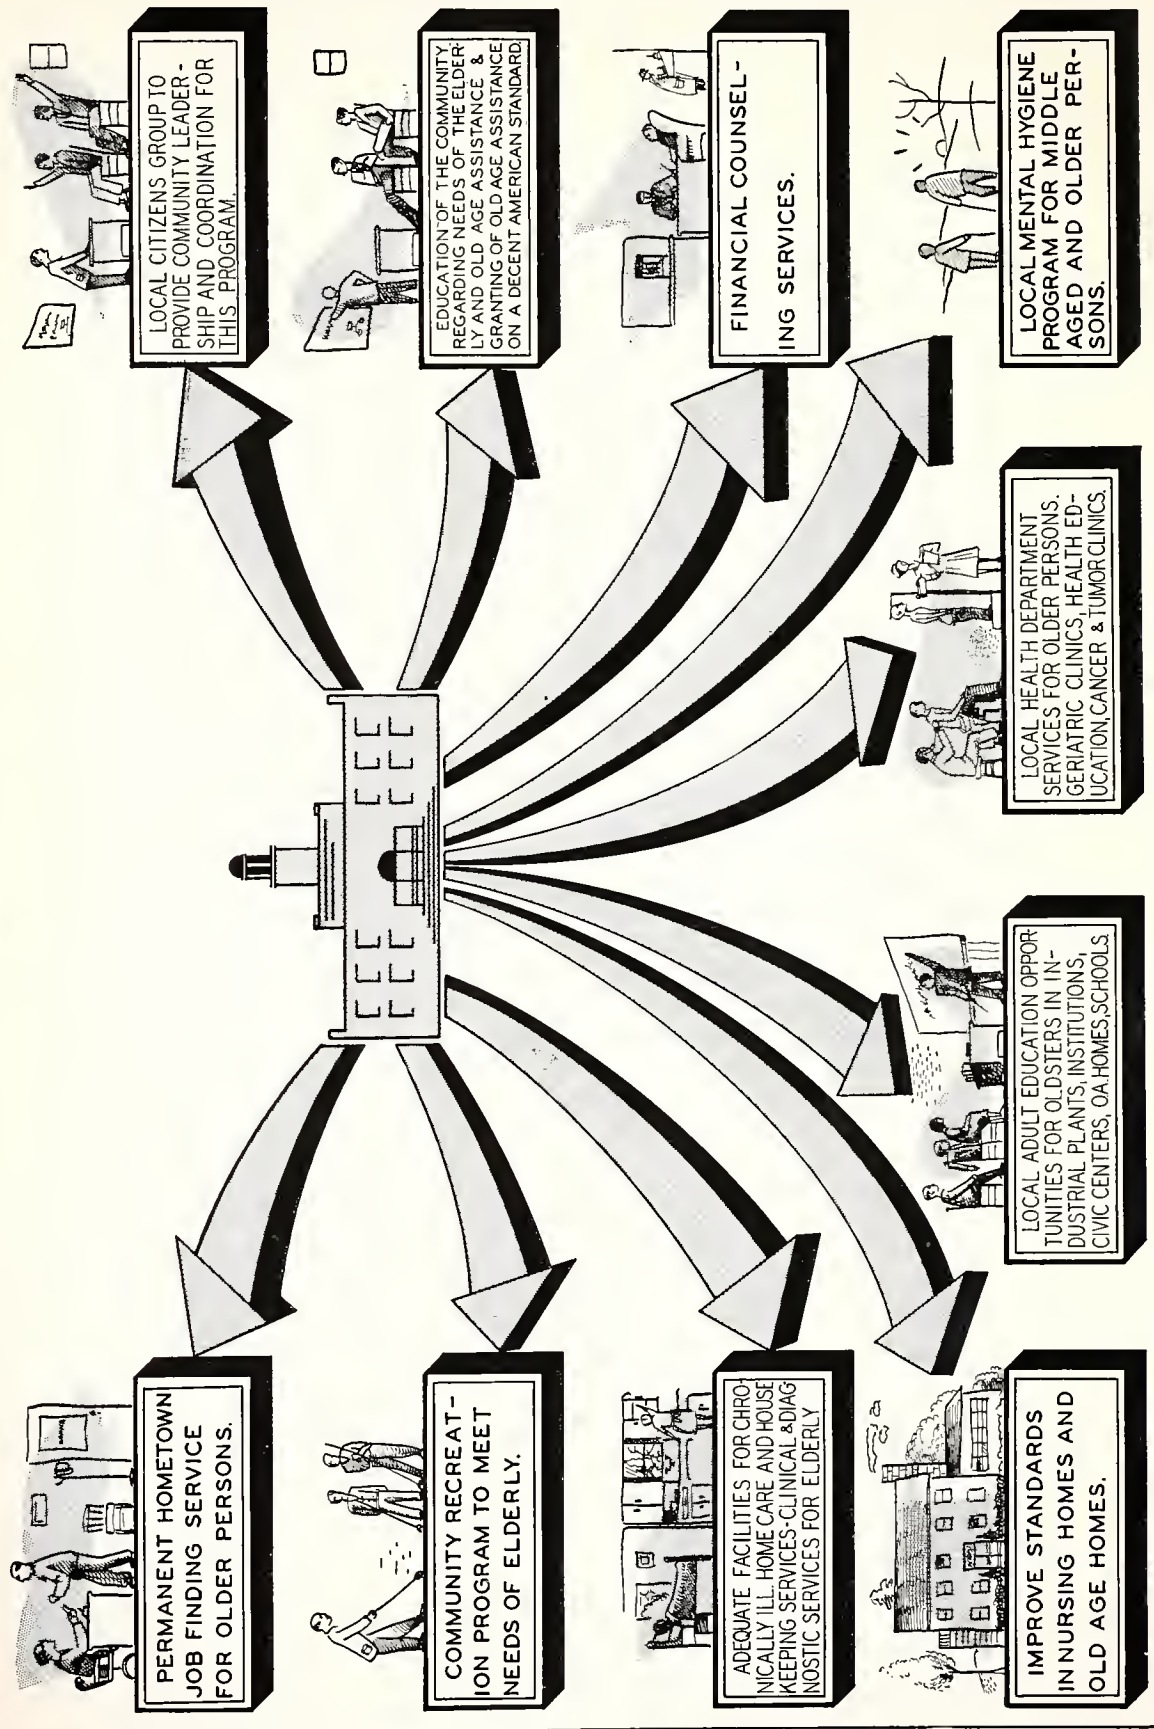 PERMANENT HOMETOWN
JOB FINDING SERVICE
FOR OLDER PERSONS.
COMMUNITY RECREAT-
ION PROGRAM TO MEET
NEEDS OF ELDERLY.
ADEQUATE FACILITIES FOR CHRO-
NICALLY ILL. HOME CARE AND HOUSE
KEEPING SERVICES-CLINICAL & DIAG
NOSTIC SERVICES FOR ELDERLY
IMPROVE STANDARDS
IN NURSING HOMES AND
OLD AGE HOMES.
LOCAL ADULT EDUCATION OPPOR-
TUNITIES FOR OLDSTERS IN IN-
DUSTRIAL PLANTS, INSTITUTIONS,
CIVIC CENTERS, OA. HOMES, SCHOOLS.
LOCAL HEALTH DEPARTMENT
SERVICES FOR OLDER PERSONS.
GERIATRIC CLINICS, HEALTH ED-
UCATION, CANCER & TUMOR CLINICS.
LOCAL MENTAL HYGIENE
PROGRAM FOR MIDDLE
AGED AND OLDER PER-
SONS.
FINANCIAL COUNSEL-
ING SERVICES.
EDUCATION OF THE COMMUNITY
REGARDING NEEDS OF THE ELDER-
LY AND OLD AGE ASSISTANCE &
GRANTING OF OLD AGE ASSISTANCE
ON A DECENT AMERICAN STANDARD.
LOCAL CITIZENS GROUP TO
PROVIDE COMMUNITY LEADER-
SHIP AND COORDINATION FOR
THIS PROGRAM.